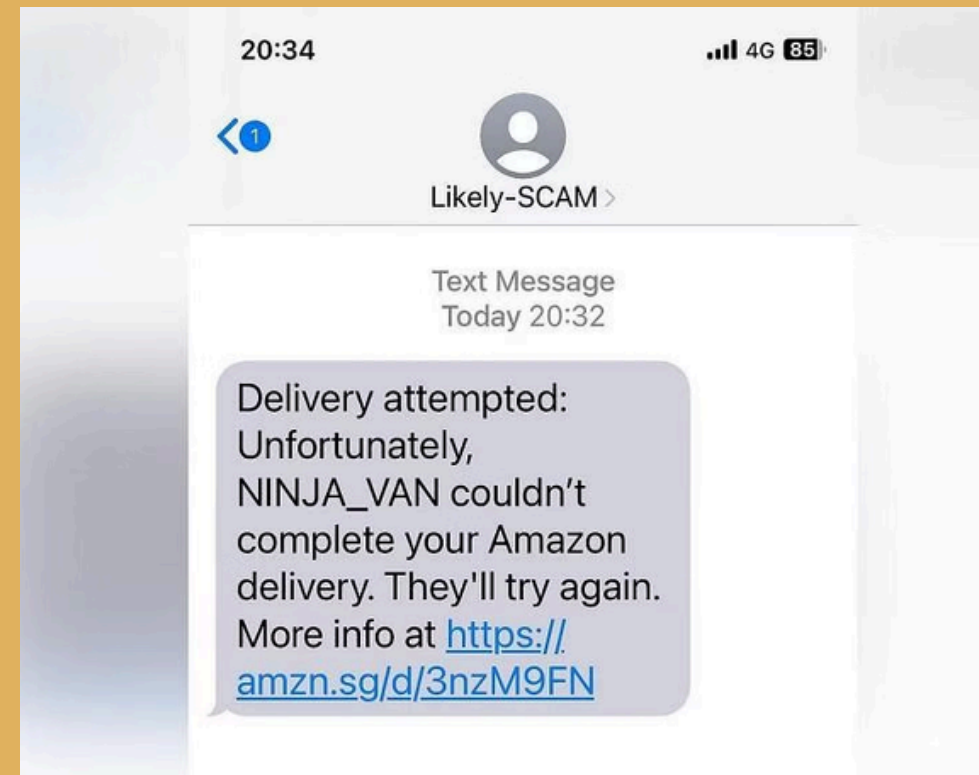 20:34
4G 85
1
Likely-SCAM
Text Message
Today 20:32
Delivery attempted:
Unfortunately,
NINJA_VAN couldn't
complete your Amazon
delivery. They'll try again.
More info at https://
amzn.sg/d/3nzM9FN